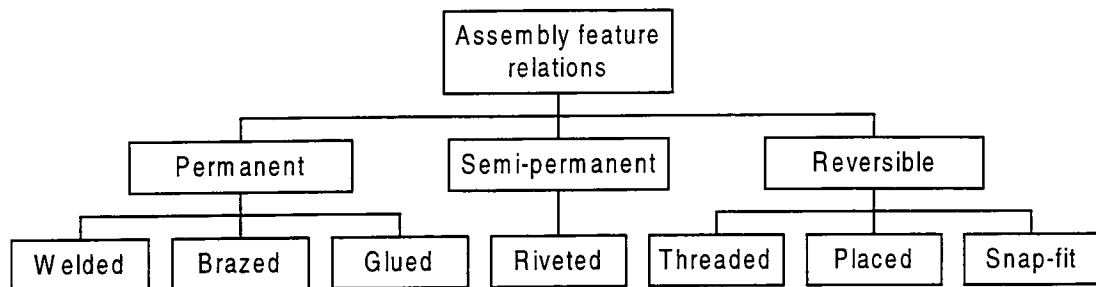 Assembly feature
relations
Permanent
Semi-permanent
Reversible
Welded
Brazed
Glued
Riveted
Threaded
Placed
Snap-fit